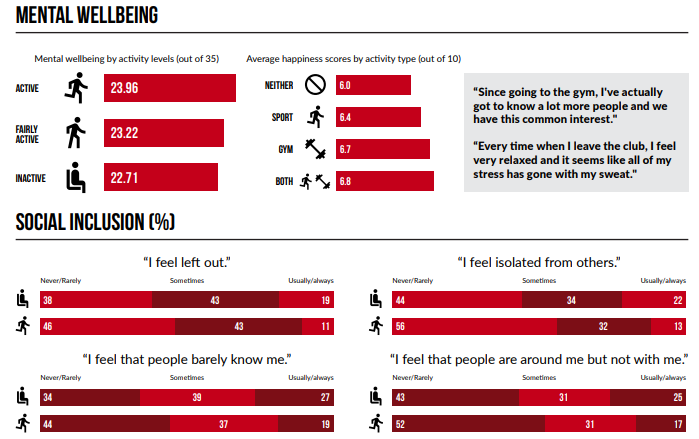 MENTAL WELLBEING
Mental wellbeing by activity levels (out of 35)
ACTIVE
23.96
FAIRLY
ACTIVE
23.22
INACTIVE
22.71
Average happiness scores by activity type (out of 10)
NEITHER
6.0
SPORT
6.4
GYM
6.7
BOTH
6.8
“Since going to the gym, I've actually
got to know a lot more people and we
have this common interest."
“Every time when I leave the club, I feel
very relaxed and it seems like all of my
stress has gone with my sweat."
SOCIAL INCLUSION (%)
“I feel left out.”
Never/Rarely Sometimes Usually/always
38 43 19
46 43 11
“I feel isolated from others.”
Never/Rarely Sometimes Usually/always
44 34 22
56 32 13
“I feel that people barely know me.”
Never/Rarely Sometimes Usually/always
34 39 27
44 37 19
“I feel that people are around me but not with me.”
Never/Rarely Sometimes Usually/always
43 31 25
52 31 17